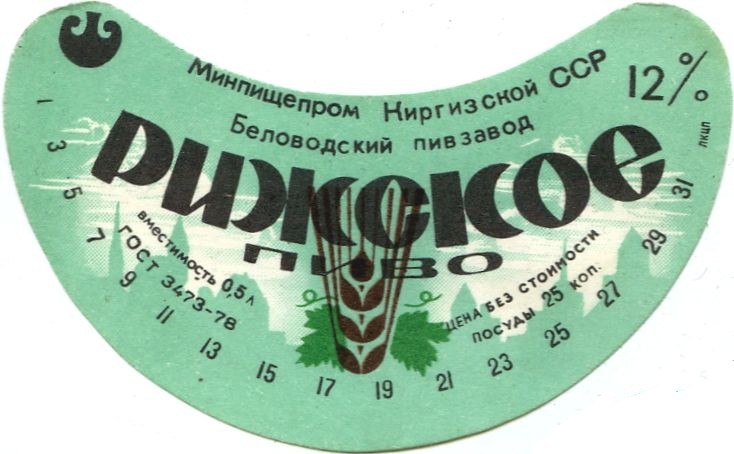 Минпищепром Киргизской ССР
12%
Беловодский пивзавод
лкцп
РИЖСКОЕ
ПИВО
вместимость 0,5 л
ГОСТ 3473-78
ЦЕНА БЕЗ СТОИМОСТИ
ПОСУДЫ 25 КОП.
1 3 5 7 9 11 13 15 17 19 21 23 25 27 29 31